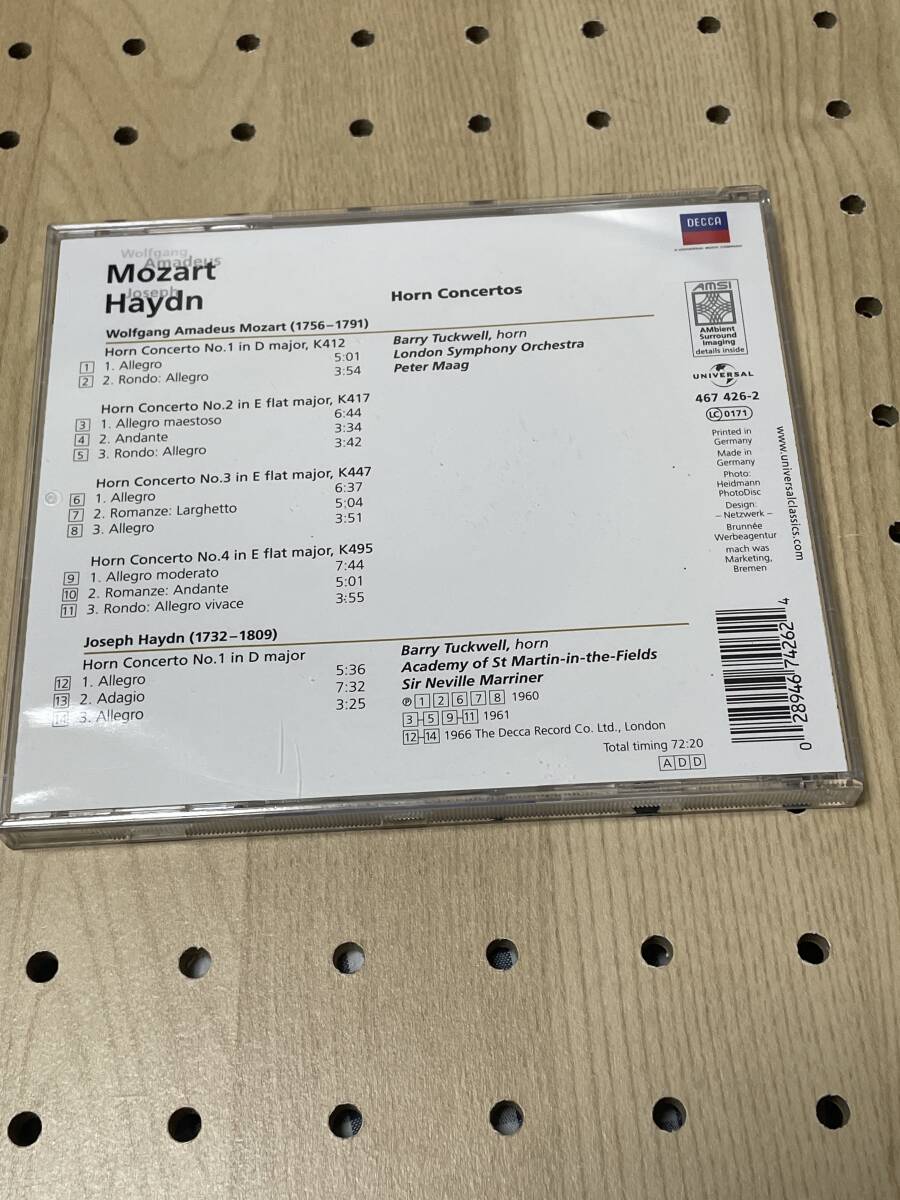 Wolfgang
Amadeus
Mozart
Joseph
Haydn
Horn Concertos
Wolfgang Amadeus Mozart (1756–1791)
Horn Concerto No.1 in D major, K412
1 1. Allegro 5:01
2 2. Rondo: Allegro 3:54
Barry Tuckwell, horn
London Symphony Orchestra
Peter Maag
Horn Concerto No.2 in E flat major, K417
3 1. Allegro maestoso 6:44
4 2. Andante 3:34
5 3. Rondo: Allegro 3:42
Horn Concerto No.3 in E flat major, K447
6 1. Allegro 6:37
7 2. Romanze: Larghetto 5:04
8 3. Allegro 3:51
Horn Concerto No.4 in E flat major, K495
9 1. Allegro moderato 7:44
10 2. Romanze: Andante 5:01
11 3. Rondo: Allegro vivace 3:55
Joseph Haydn (1732–1809)
Horn Concerto No.1 in D major
12 1. Allegro 5:36
13 2. Adagio 7:32
14 3. Allegro 3:25
Barry Tuckwell, horn
Academy of St Martin-in-the-Fields
Sir Neville Marriner
℗ 1 2 6 7 8 1960
3–5 9–11 1961
12–14 1966 The Decca Record Co. Ltd., London
Total timing 72:20
A D D
DECCA
A UNIVERSAL MUSIC COMPANY
AMSI
AMbient
Surround
Imaging
details inside
UNIVERSAL
467 426-2
LC 0171
Printed in
Germany
Made in
Germany
Photo:
Heidmann
PhotoDisc
Design:
– Netzwerk –
Brunnée
Werbeagentur
mach was
Marketing,
Bremen
www.universalclassics.com
0 28946 74262 4